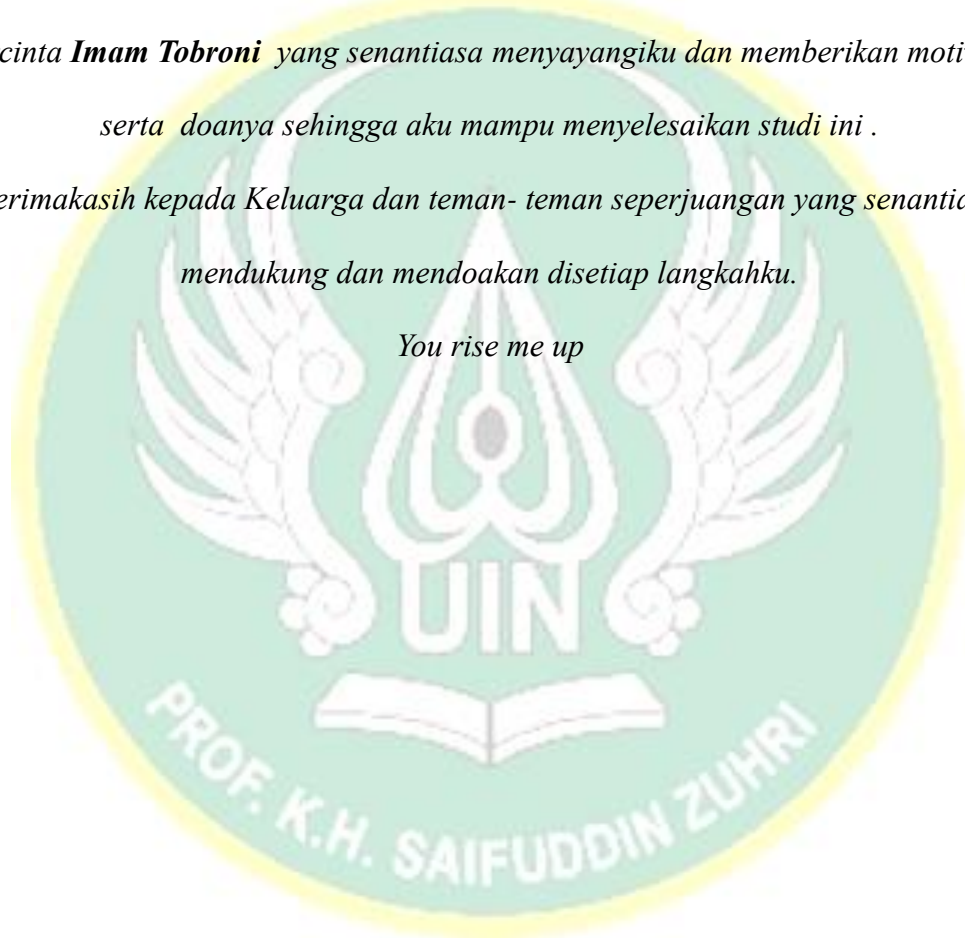 cinta Imam Tobroni yang senantiasa menyayangiku dan memberikan moti
serta doanya sehingga aku mampu menyelesaikan studi ini .
erimakasih kepada Keluarga dan teman- teman seperjuangan yang senantia
mendukung dan mendoakan disetiap langkahku.
You rise me up
UIN
PROF. K.H. SAIFUDDIN ZUHRI